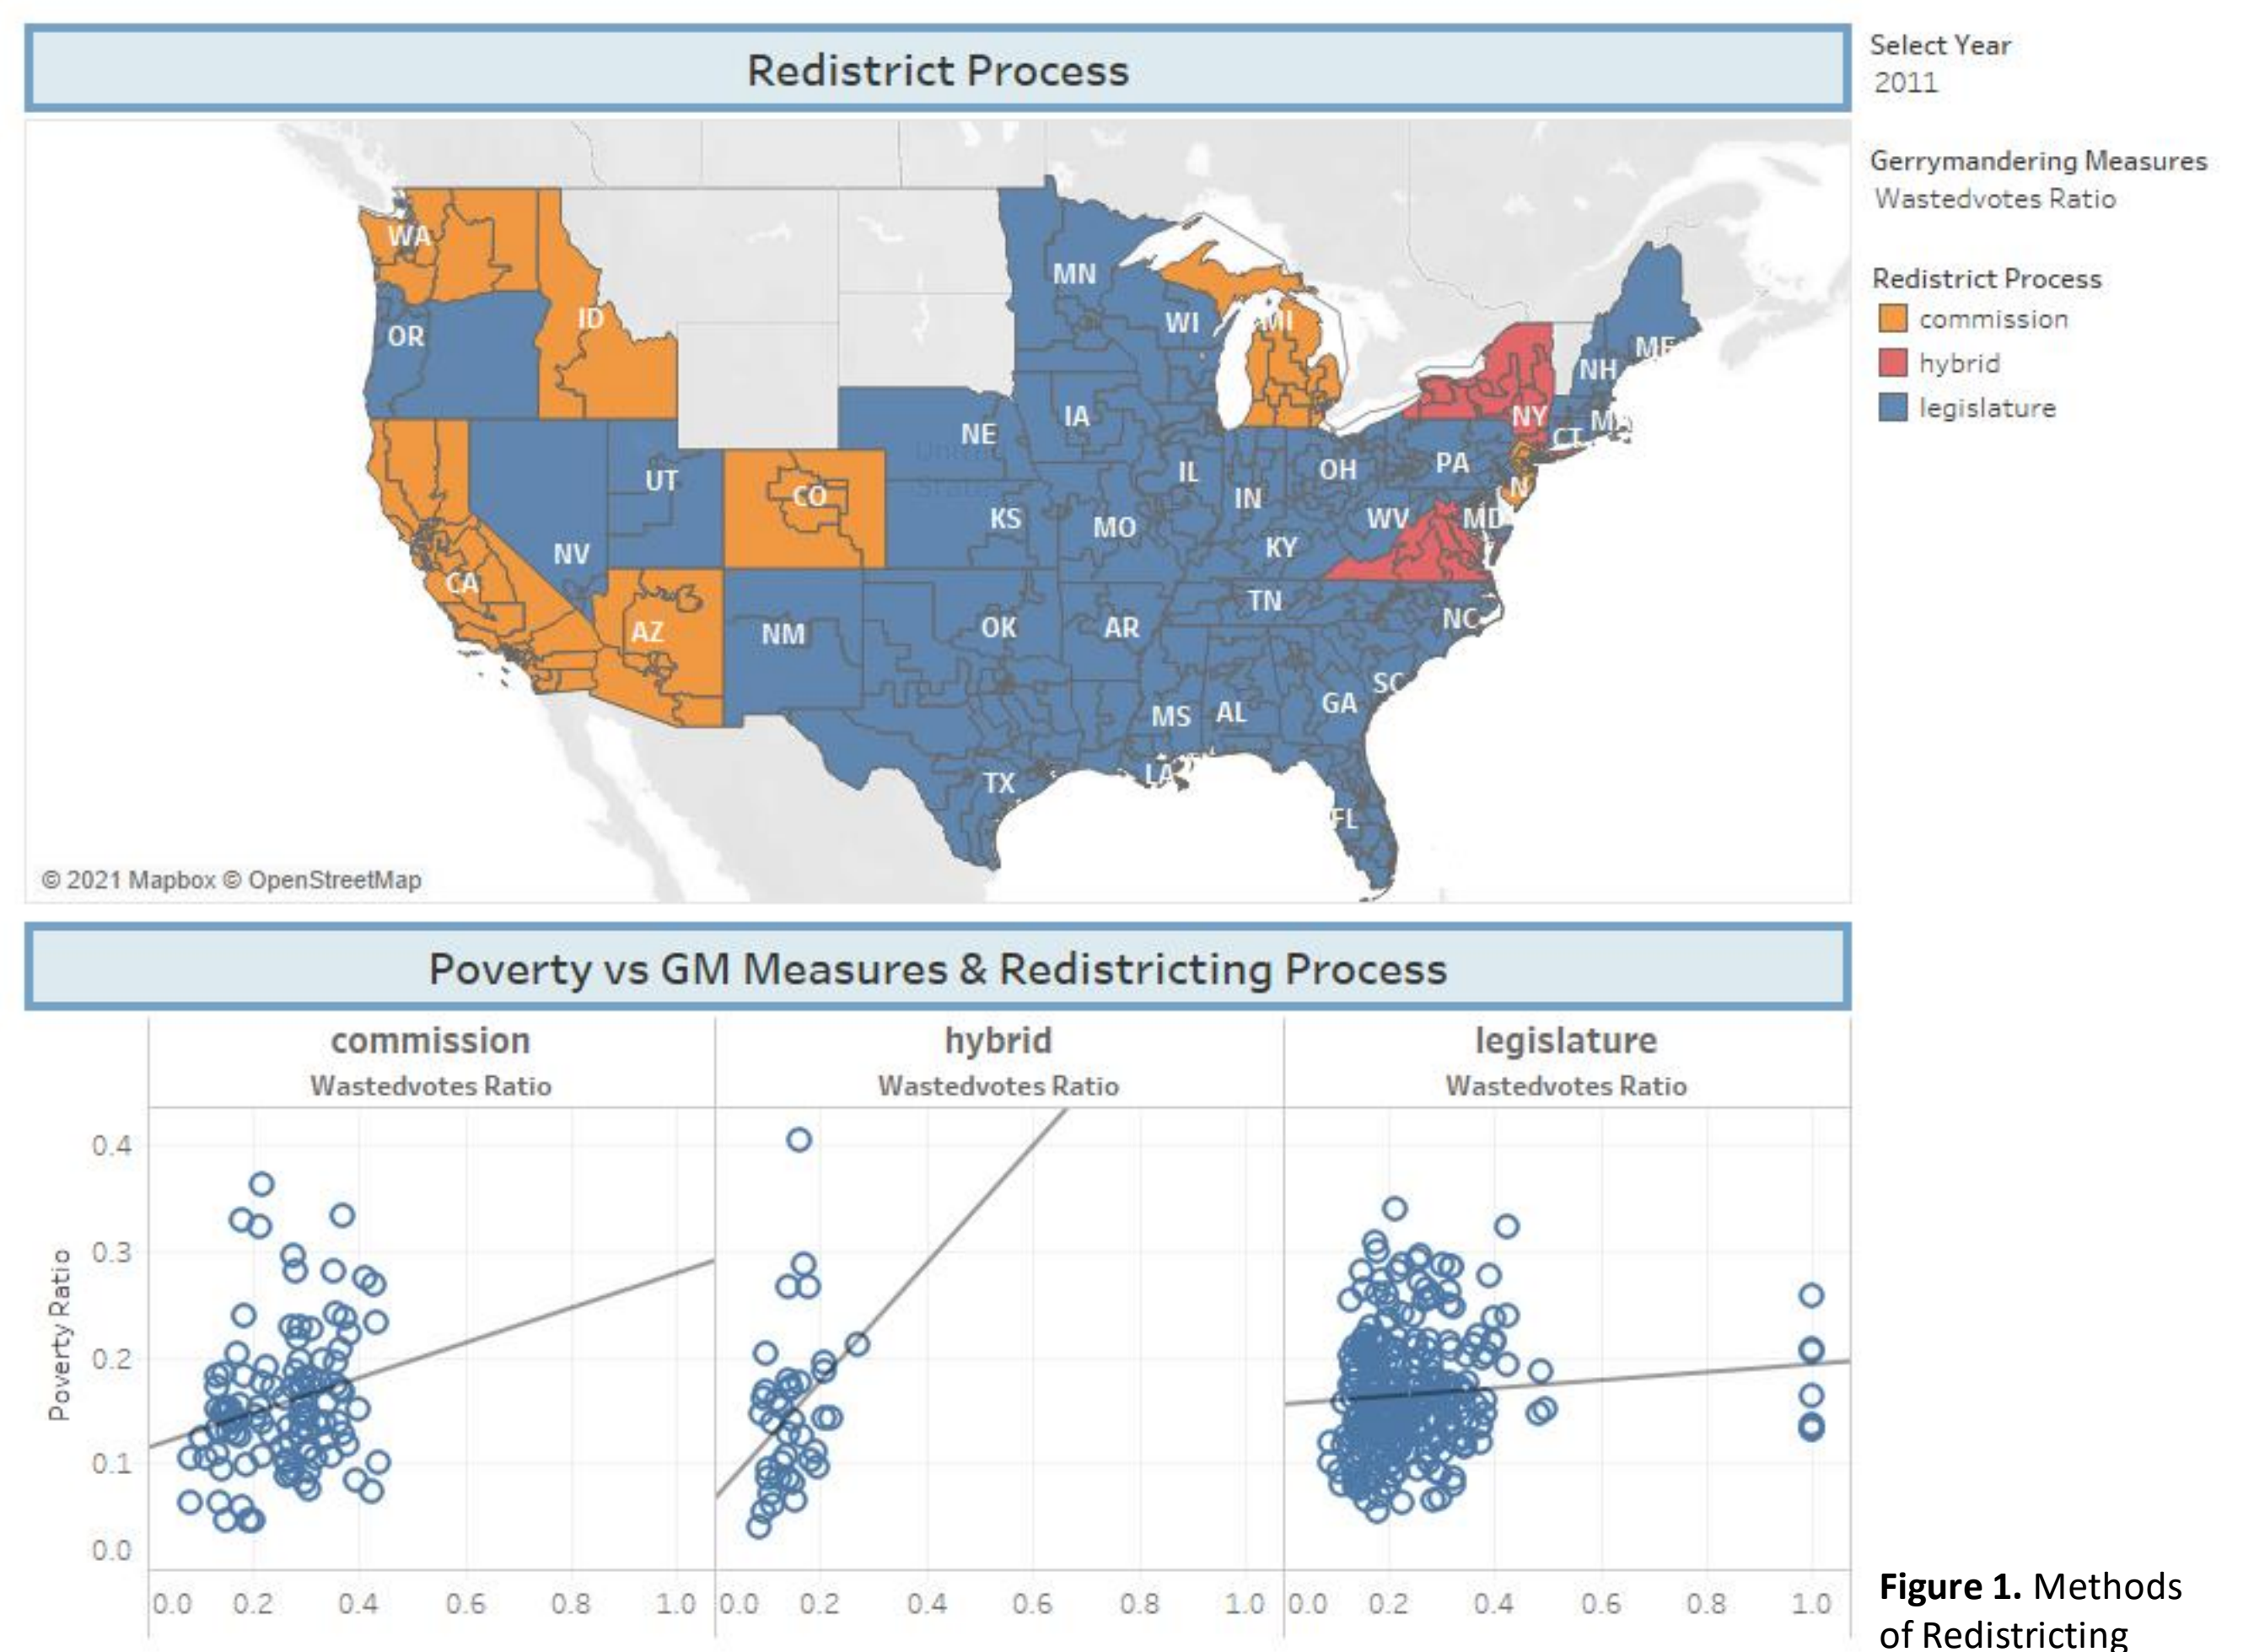 Redistrict Process
Select Year
2011
Gerrymandering Measures
Wastedvotes Ratio
Redistrict Process
commission
hybrid
legislature
WA
MN
ID
WI
MI
OR
ME
NH
IA
NY
MA
NE
CT
United
States
UT
IL
OH
PA
CO
IN
N
KS
MO
WV
MD
NV
KY
CA
TN
AZ
NM
OK
AR
NC
SC
MS
AL
GA
TX
LA
FL
© 2021 Mapbox © OpenStreetMap
Poverty vs GM Measures & Redistricting Process
commission hybrid legislature
Wastedvotes Ratio Wastedvotes Ratio Wastedvotes Ratio
Poverty Ratio
0.4
0.3
0.2
0.1
0.0
0.0 0.2 0.4 0.6 0.8 1.0 0.0 0.2 0.4 0.6 0.8 1.0 0.0 0.2 0.4 0.6 0.8 1.0
Figure 1. Methods
of Redistricting